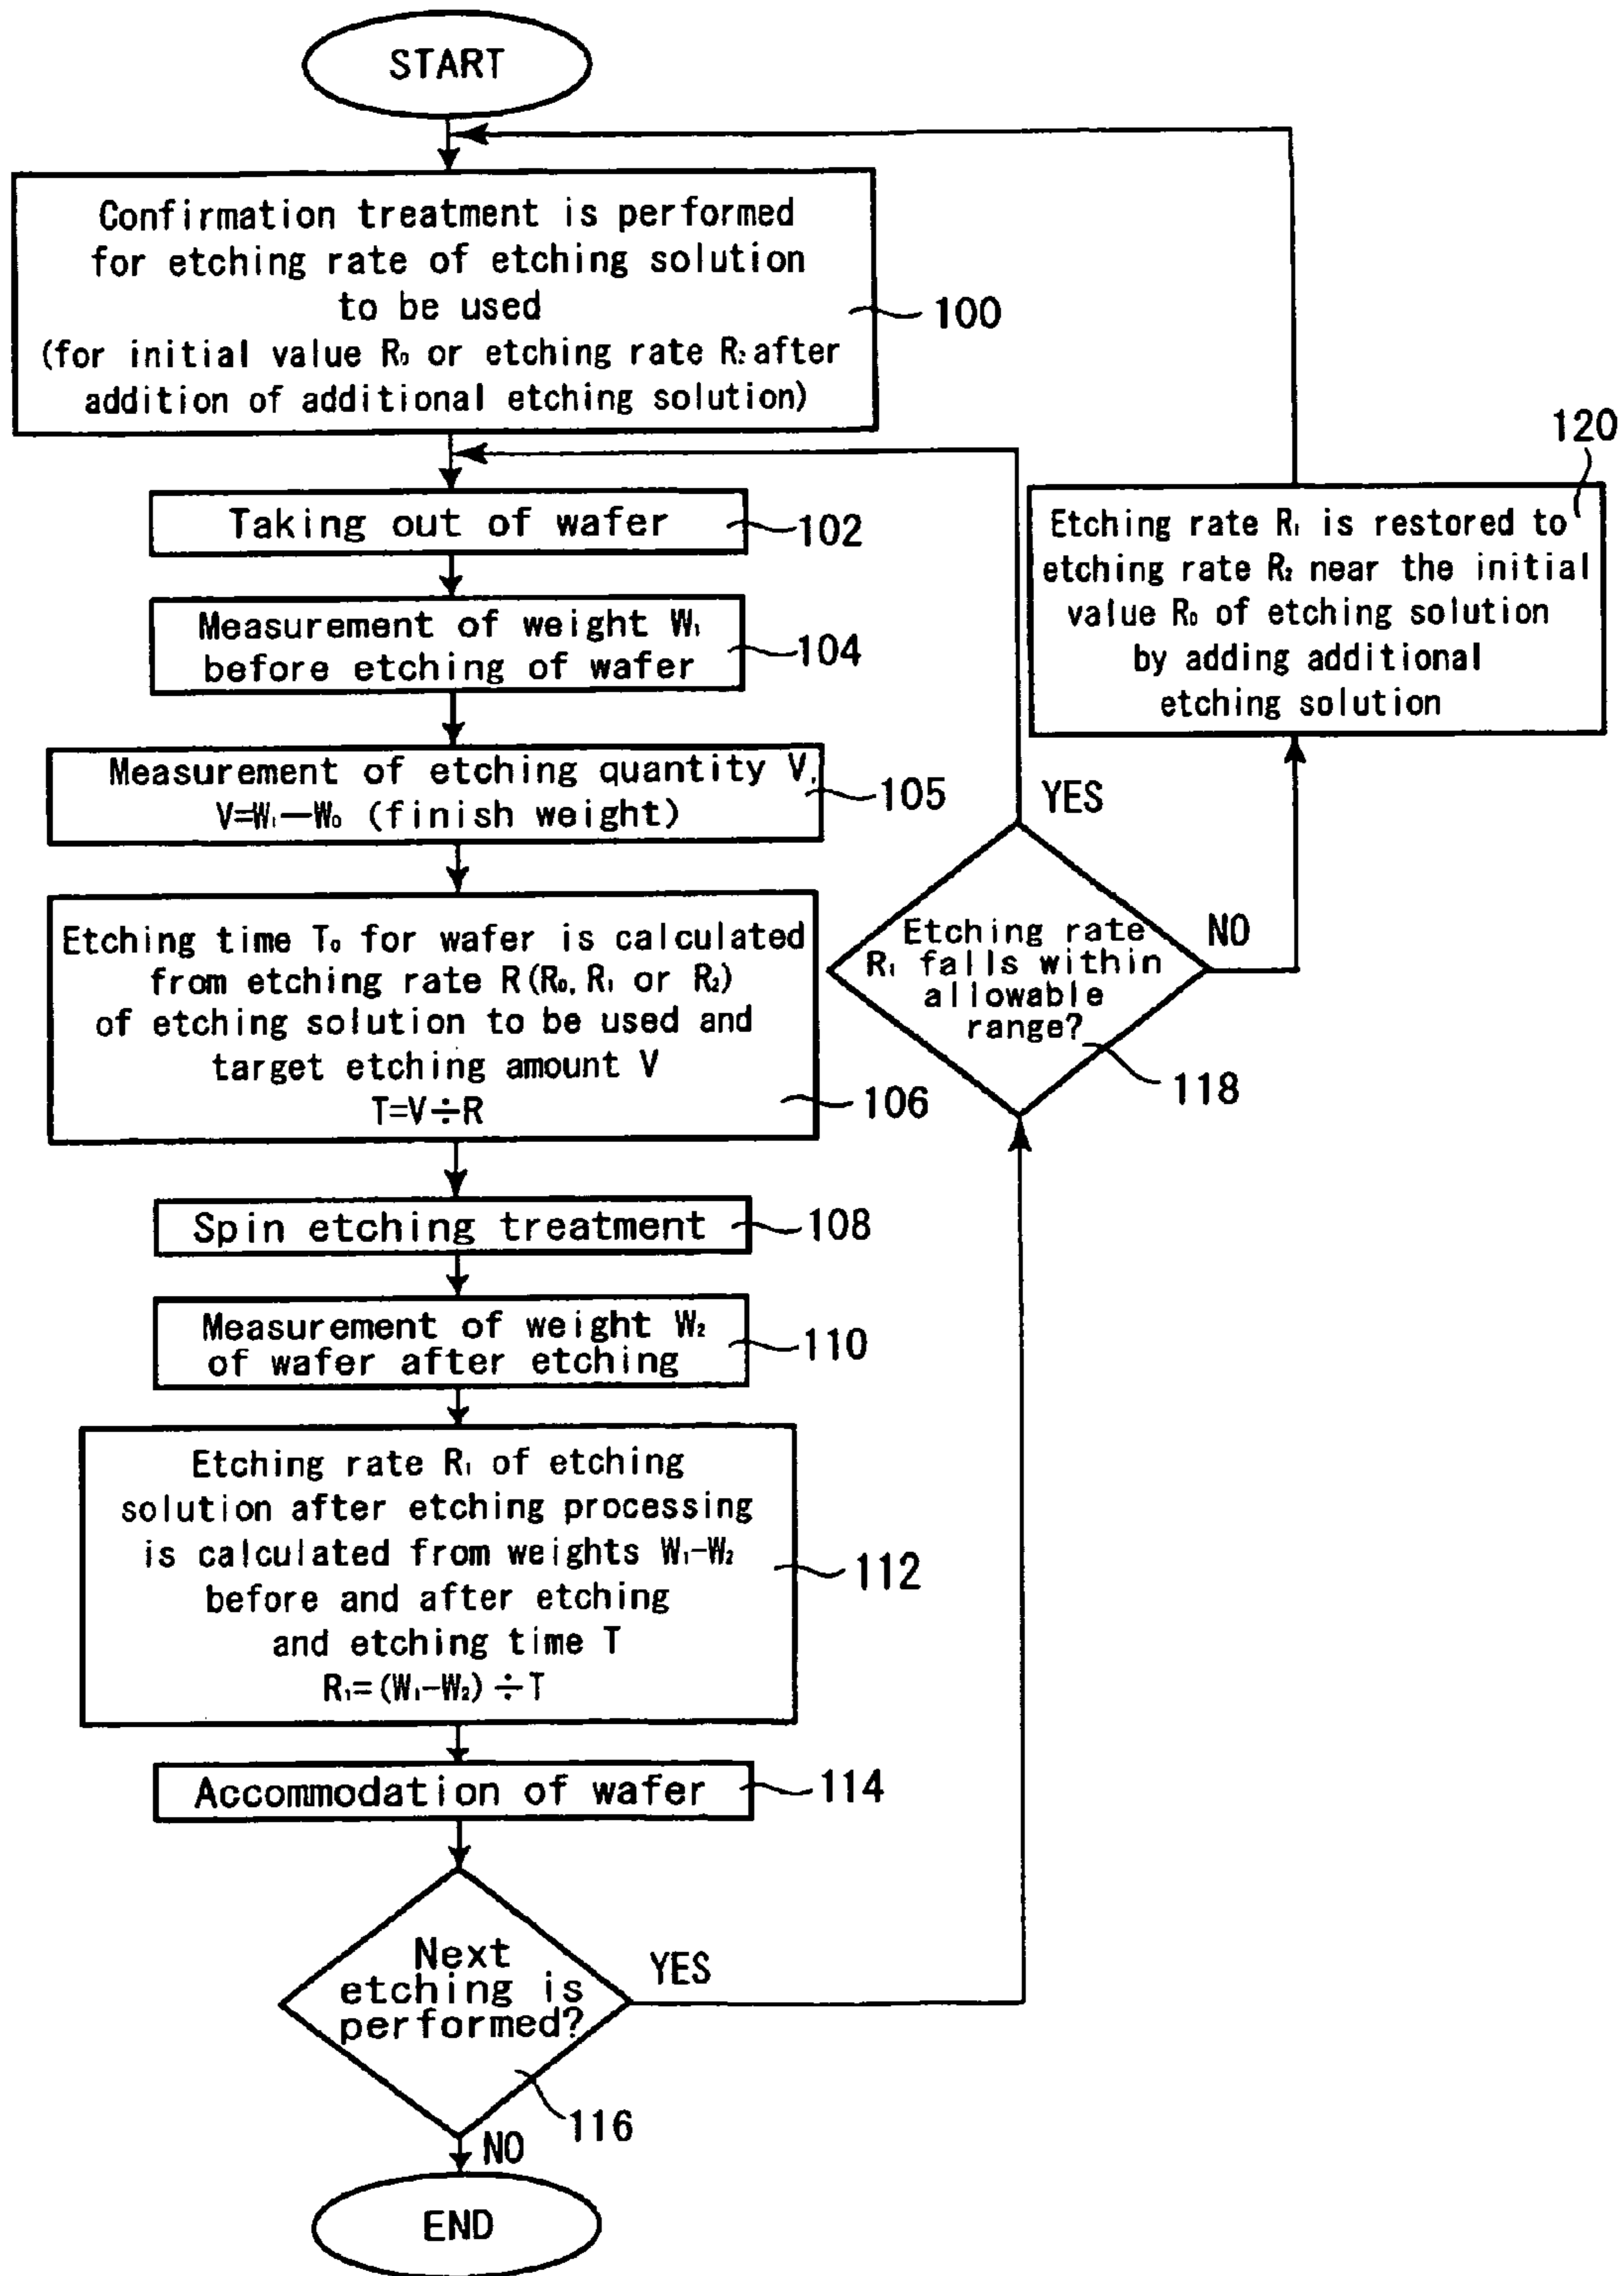 START
Confirmation treatment is performed
for etching rate of etching solution
to be used
(for initial value R₀ or etching rate R₂ after
addition of additional etching solution)
100
Taking out of wafer
102
Measurement of weight W₁
before etching of wafer
104
Measurement of etching quantity V,
V=W₁—W₀ (finish weight)
105
Etching time T₀ for wafer is calculated
from etching rate R(R₀, R₁ or R₂)
of etching solution to be used and
target etching amount V
T=V÷R
106
Spin etching treatment
108
Measurement of weight W₂
of wafer after etching
110
Etching rate R₁ of etching
solution after etching processing
is calculated from weights W₁-W₂
before and after etching
and etching time T
R₁=(W₁-W₂)÷T
112
Accommodation of wafer
114
Next
etching is
performed?
116
YES
NO
END
Etching rate
R₁ falls within
allowable
range?
118
YES
NO
120
Etching rate R₁ is restored to
etching rate R₂ near the initial
value R₀ of etching solution
by adding additional
etching solution